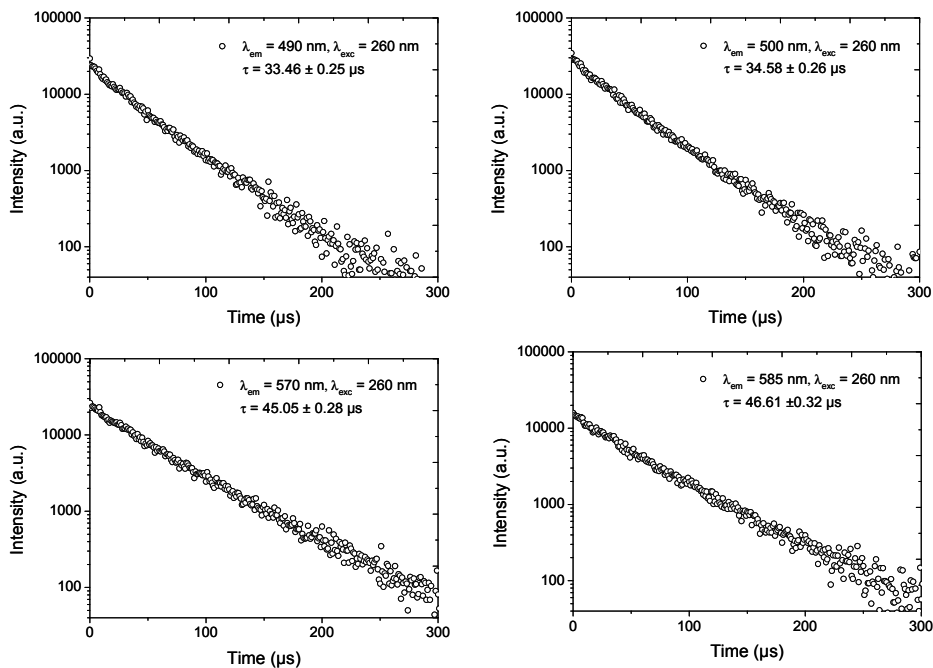 100000
10000
1000
100
Intensity (a.u.)
λem = 490 nm, λexc = 260 nm
τ = 33.46 ± 0.25 µs
0
100
200
300
Time (µs)
100000
10000
1000
100
Intensity (a.u.)
λem = 500 nm, λexc = 260 nm
τ = 34.58 ± 0.26 µs
0
100
200
300
Time (µs)
100000
10000
1000
100
Intensity (a.u.)
λem = 570 nm, λexc = 260 nm
τ = 45.05 ± 0.28 µs
0
100
200
300
Time (µs)
100000
10000
1000
100
Intensity (a.u.)
λem = 585 nm, λexc = 260 nm
τ = 46.61 ±0.32 µs
0
100
200
300
Time (µs)